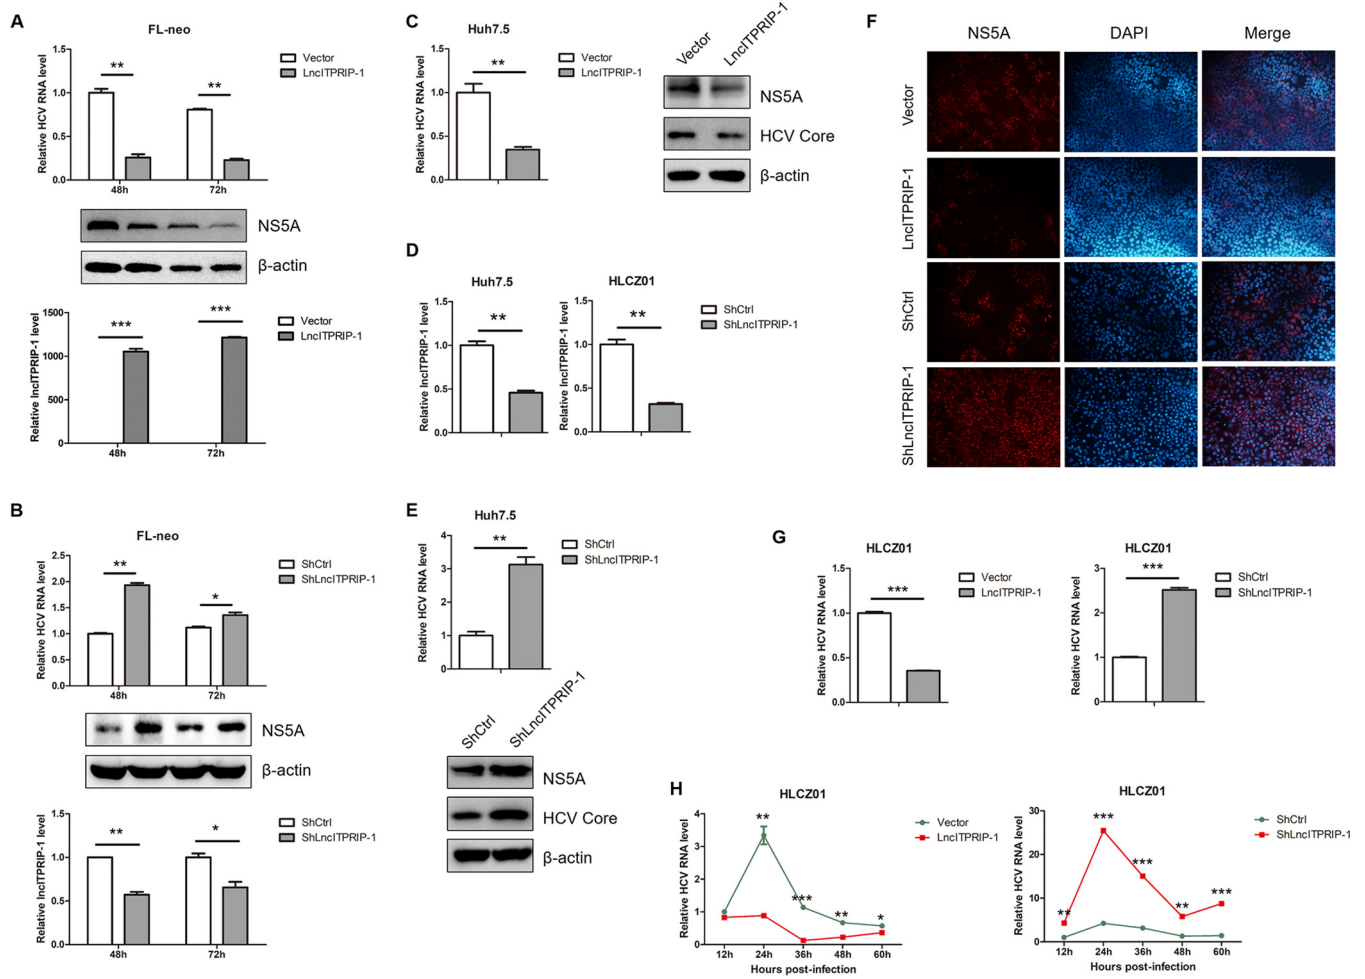 A
FL-neo
Relative HCV RNA level
1.5
1.0
0.5
0.0
**
**
48h
72h
Vector
LncITPRIP-1
NS5A
β-actin
Relative lncITPRIP-1 level
1500
1000
500
0
***
***
48h
72h
Vector
LncITPRIP-1
B
FL-neo
Relative HCV RNA level
2.5
2.0
1.5
1.0
0.5
0.0
**
*
48h
72h
ShCtrl
ShLncITPRIP-1
NS5A
β-actin
Relative lncITPRIP-1 level
1.5
1.0
0.5
0.0
**
*
48h
72h
ShCtrl
ShLncITPRIP-1
C
Huh7.5
Relative HCV RNA level
1.5
1.0
0.5
0.0
**
Vector
LncITPRIP-1
Vector
LncITPRIP-1
NS5A
HCV Core
β-actin
D
Huh7.5
Relative lncITPRIP-1 level
1.5
1.0
0.5
0.0
**
HLCZ01
1.5
1.0
0.5
0.0
**
ShCtrl
ShLncITPRIP-1
E
Huh7.5
Relative HCV RNA level
4
3
2
1
0
**
ShCtrl
ShLncITPRIP-1
ShCtrl
ShLncITPRIP-1
NS5A
HCV Core
β-actin
F
NS5A
DAPI
Merge
Vector
LncITPRIP-1
ShCtrl
ShLncITPRIP-1
G
HLCZ01
Relative HCV RNA level
1.5
1.0
0.5
0.0
***
Vector
LncITPRIP-1
HLCZ01
Relative HCV RNA level
3
2
1
0
***
ShCtrl
ShLncITPRIP-1
H
HLCZ01
Relative HCV RNA level
4
3
2
1
0
**
***
**
*
12h
24h
36h
48h
60h
Hours post-infection
Vector
LncITPRIP-1
HLCZ01
Relative HCV RNA level
30
20
10
0
**
***
***
**
***
12h
24h
36h
48h
60h
Hours post-infection
ShCtrl
ShLncITPRIP-1